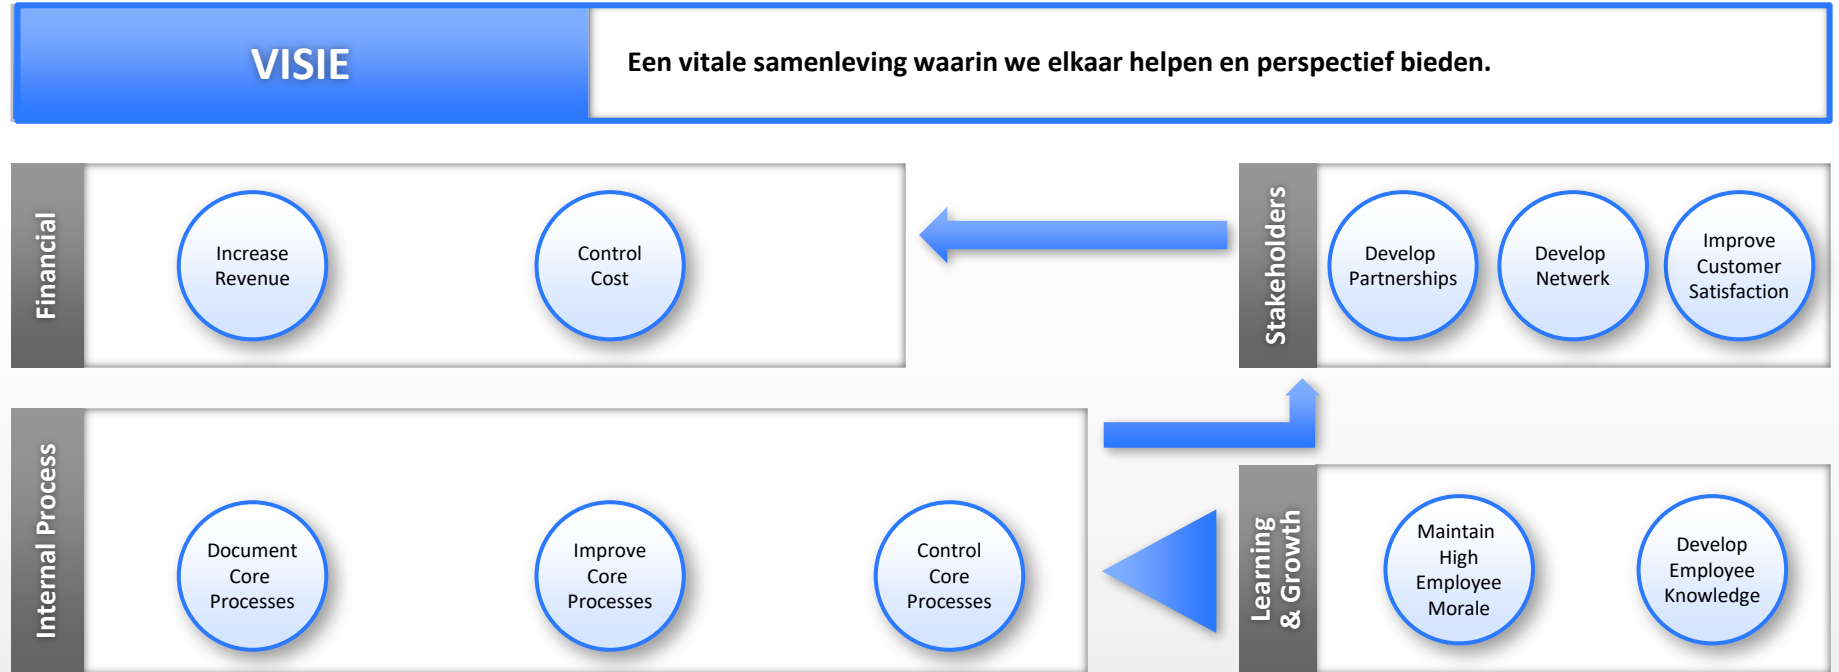 VISIE
Een vitale samenleving waarin we elkaar helpen en perspectief bieden.
Financial
Increase
Revenue
Control
Cost
Stakeholders
Develop
Partnerships
Develop
Netwerk
Improve
Customer
Satisfaction
Internal Process
Document
Core
Processes
Improve
Core
Processes
Control
Core
Processes
Learning
& Growth
Maintain
High
Employee
Morale
Develop
Employee
Knowledge